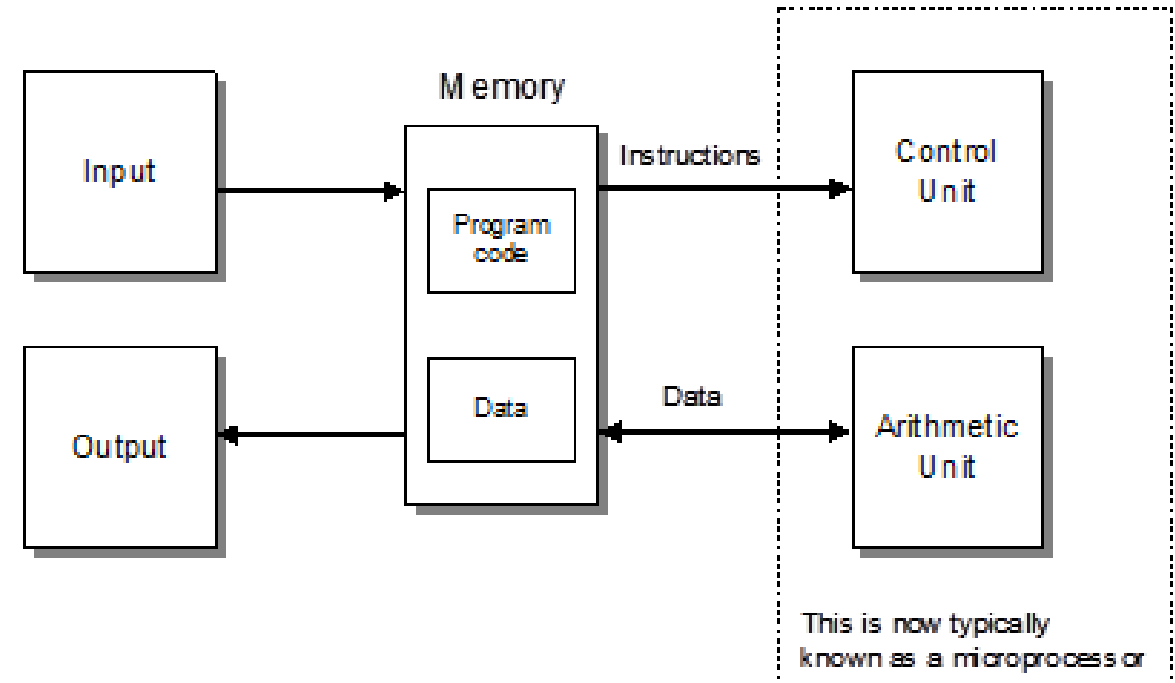 Memory
Input
Program
code
Data
Output
Instructions
Data
Control
Unit
Arithmetic
Unit
This is now typically
known as a microprocessor